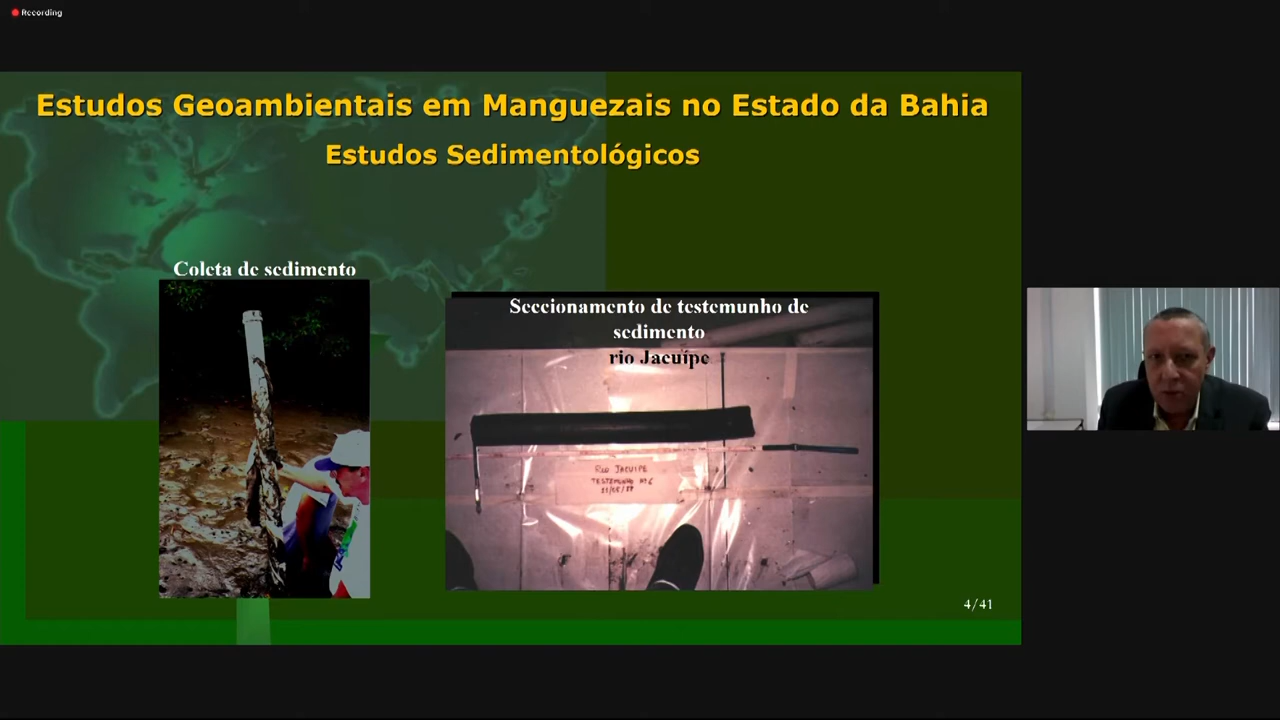 Recording
Estudos Geoambientais em Manguezais no Estado da Bahia
Estudos Sedimentológicos
Coleta de sedimento
Seccionamento de testemunho de
sedimento
rio Jacuípe
RIO JACUIPE
TESTEMUNHO Nº 6
4/41